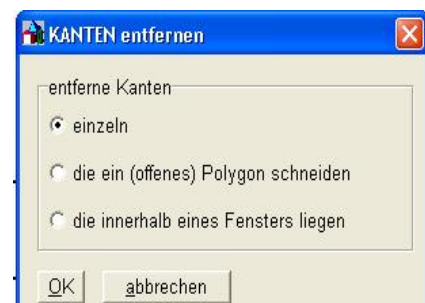 KANTEN entfernen
entferne Kanten
einzeln
die ein (offenes) Polygon schneiden
die innerhalb eines Fensters liegen
OK abbrechen